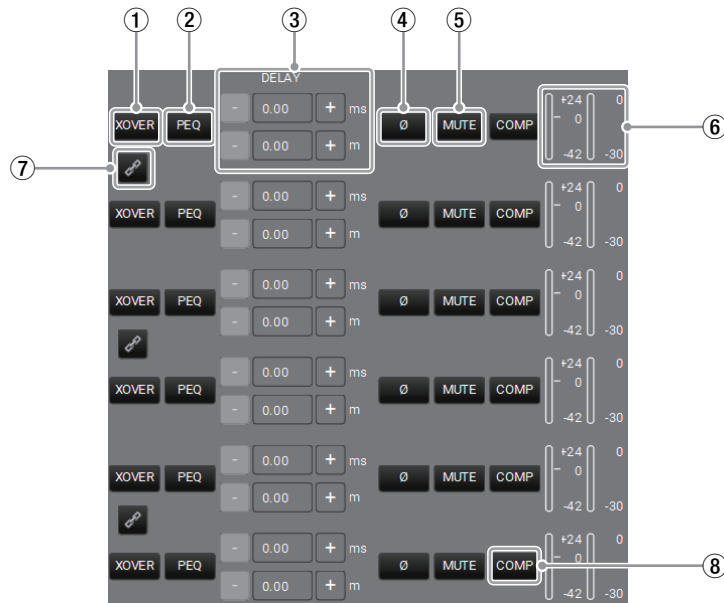 ① ② ③ ④ ⑤
DELAY
- 0.00 + ms +24 0
XOVER PEQ Ø MUTE COMP - 0 ⑥
- 0.00 + m -42 -30
⑦
- 0.00 + ms +24 0
XOVER PEQ Ø MUTE COMP - 0
- 0.00 + m -42 -30
- 0.00 + ms +24 0
XOVER PEQ Ø MUTE COMP - 0
- 0.00 + m -42 -30
- 0.00 + ms +24 0
XOVER PEQ Ø MUTE COMP - 0
- 0.00 + m -42 -30
- 0.00 + ms +24 0
XOVER PEQ Ø MUTE COMP - 0
- 0.00 + m -42 -30
- 0.00 + ms +24 0
XOVER PEQ Ø MUTE COMP - 0 ⑧
- 0.00 + m -42 -30